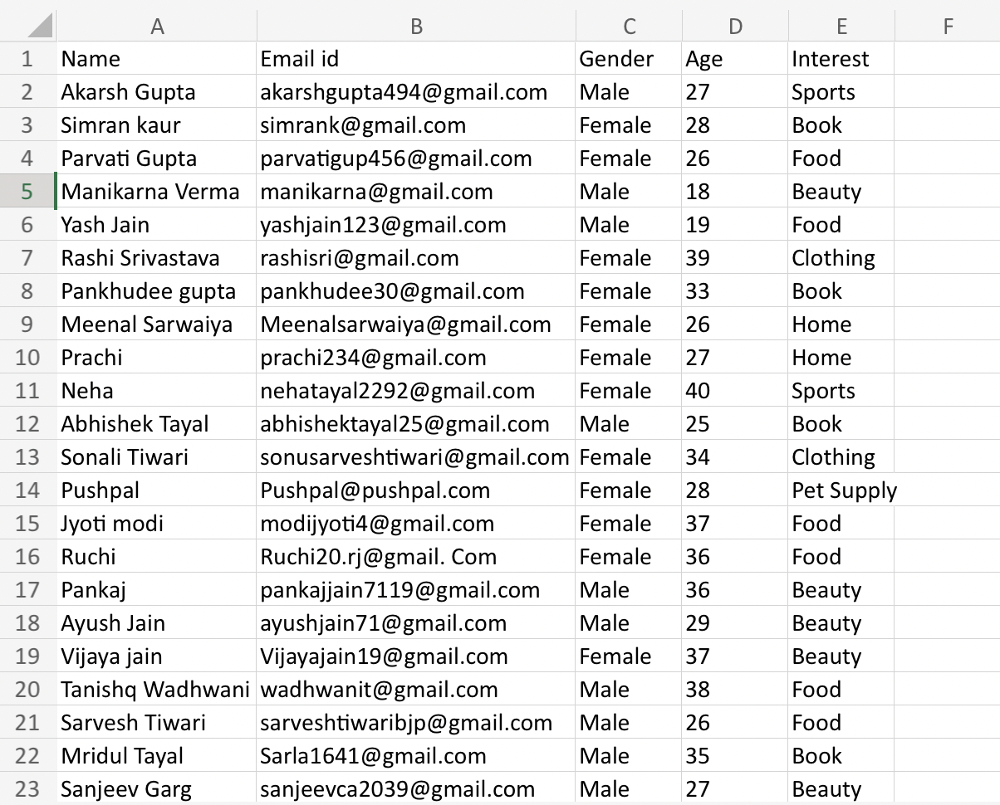 A B C D E F
1 Name Email id Gender Age Interest
2 Akarsh Gupta akarshgupta494@gmail.com Male 27 Sports
3 Simran kaur simrank@gmail.com Female 28 Book
4 Parvati Gupta parvatigup456@gmail.com Female 26 Food
5 Manikarna Verma manikarna@gmail.com Male 18 Beauty
6 Yash Jain yashjain123@gmail.com Male 19 Food
7 Rashi Srivastava rashisri@gmail.com Female 39 Clothing
8 Pankhudee gupta pankhudee30@gmail.com Female 33 Book
9 Meenal Sarwaiya Meenalsarwaiya@gmail.com Female 26 Home
10 Prachi prachi234@gmail.com Female 27 Home
11 Neha nehatayal2292@gmail.com Female 40 Sports
12 Abhishek Tayal abhishektayal25@gmail.com Male 25 Book
13 Sonali Tiwari sonusarveshtiwari@gmail.com Female 34 Clothing
14 Pushpal Pushpal@pushpal.com Female 28 Pet Supply
15 Jyoti modi modijyoti4@gmail.com Female 37 Food
16 Ruchi Ruchi20.rj@gmail. Com Female 36 Food
17 Pankaj pankajjain7119@gmail.com Male 36 Beauty
18 Ayush Jain ayushjain71@gmail.com Male 29 Beauty
19 Vijaya jain Vijayajain19@gmail.com Female 37 Beauty
20 Tanishq Wadhwani wadhwanit@gmail.com Male 38 Food
21 Sarvesh Tiwari sarveshtiwaribjp@gmail.com Male 26 Food
22 Mridul Tayal Sarla1641@gmail.com Male 35 Book
23 Sanjeev Garg sanjeevca2039@gmail.com Male 27 Beauty